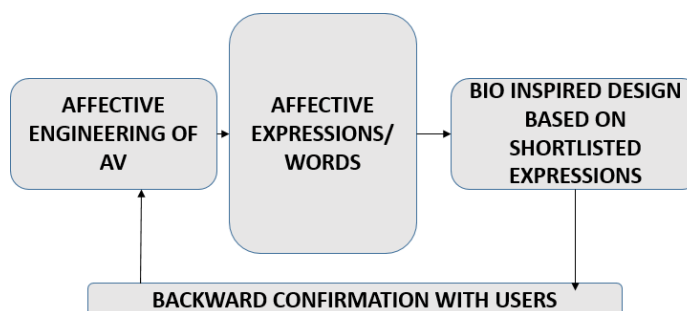 AFFECTIVE
ENGINEERING OF
AV
AFFECTIVE
EXPRESSIONS/
WORDS
BIO INSPIRED DESIGN
BASED ON
SHORTLISTED
EXPRESSIONS
BACKWARD CONFIRMATION WITH USERS